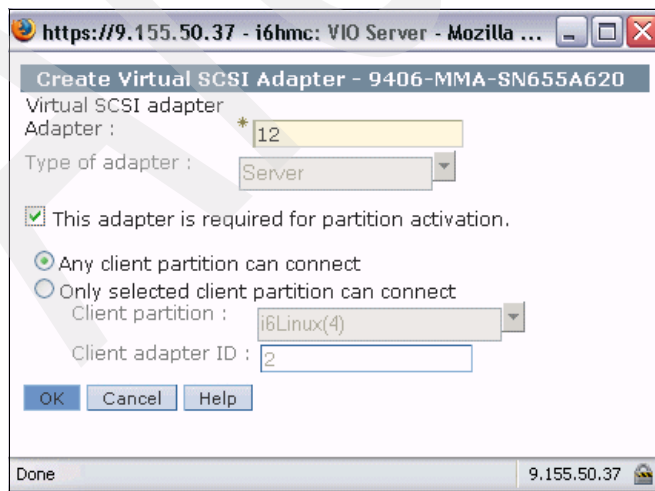 https://9.155.50.37 - i6hmc: VIO Server - Mozilla ...
Create Virtual SCSI Adapter - 9406-MMA-SN655A620
Virtual SCSI adapter
Adapter : * 12
Type of adapter : Server
This adapter is required for partition activation.
Any client partition can connect
Only selected client partition can connect
Client partition : i6Linux(4)
Client adapter ID : 2
OK Cancel Help
Done 9.155.50.37